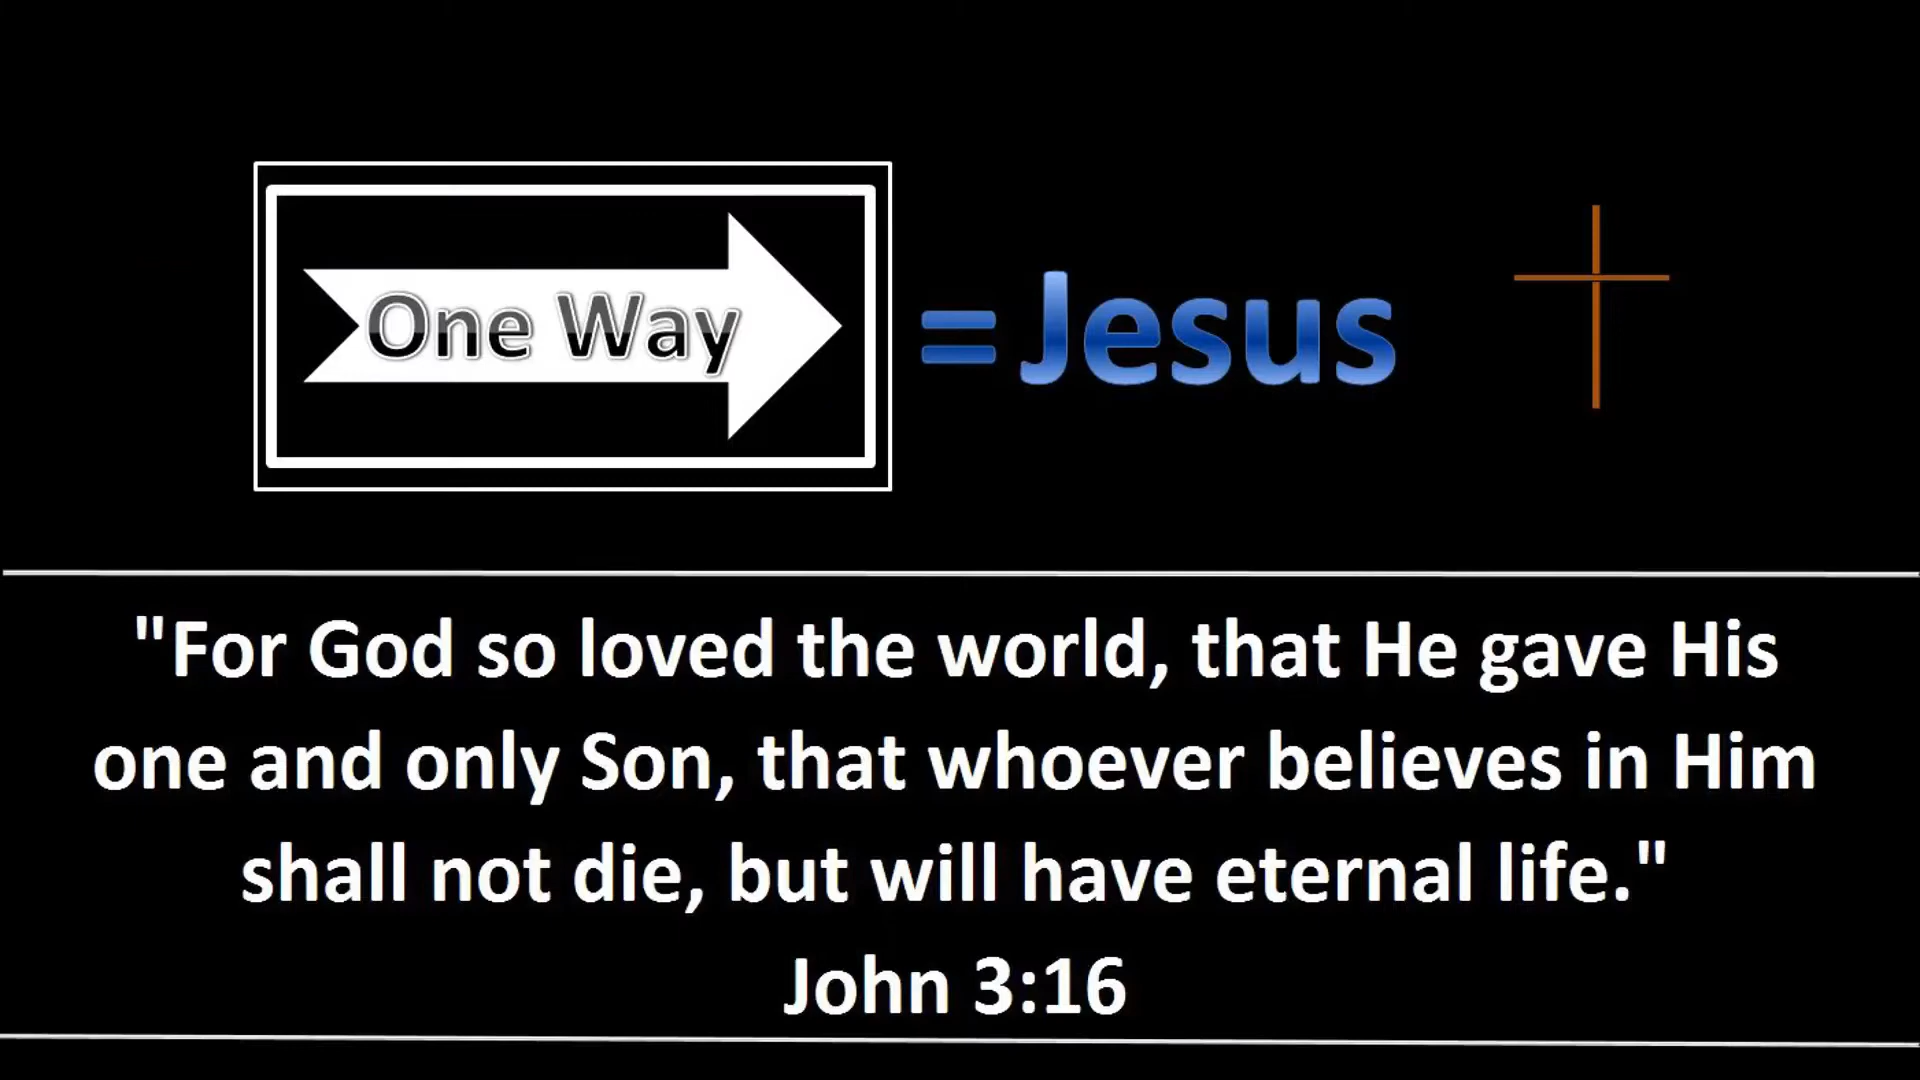 One Way = Jesus
"For God so loved the world, that He gave His
one and only Son, that whoever believes in Him
shall not die, but will have eternal life."
John 3:16